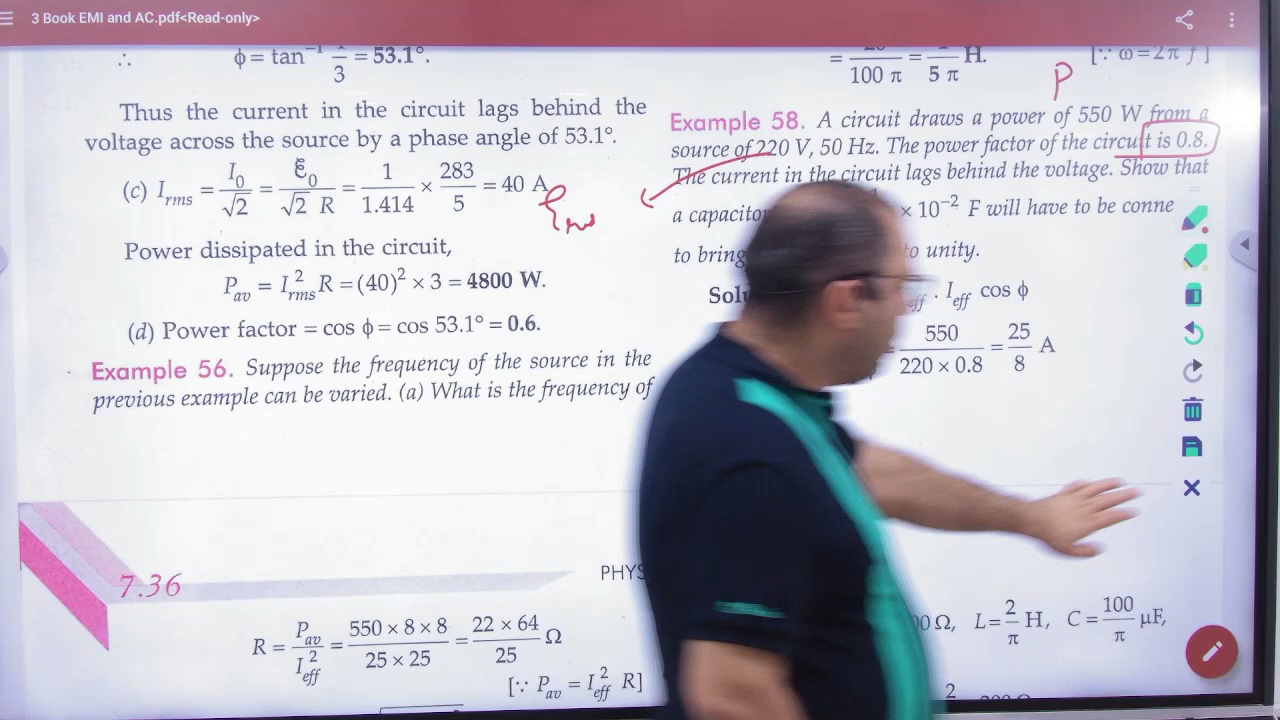 3 Book EMI and AC.pdf<Read-only>
∴ ϕ = tan⁻¹ 4/3 = 53.1°.
Thus the current in the circuit lags behind the
voltage across the source by a phase angle of 53.1°.
(c) I_rms = I₀/√2 = ℰ₀/(√2 R) = 1/1.414 × 283/5 = 40 A
Power dissipated in the circuit,
P_av = I²_rms R = (40)² × 3 = 4800 W.
(d) Power factor = cos ϕ = cos 53.1° = 0.6.
Example 56. Suppose the frequency of the source in the
previous example can be varied. (a) What is the frequency of
= 20/(100 π) = 1/(5 π) H. [∵ ω = 2π f ]
P
Example 58. A circuit draws a power of 550 W from a
source of 220 V, 50 Hz. The power factor of the circuit is 0.8.
The current in the circuit lags behind the voltage. Show that
a capacitor × 10⁻² F will have to be conne
to bring to unity.
eff . I_eff cos ϕ
= 550/(220 × 0.8) = 25/8 A
7.36
PHYS
R = P_av/I²_eff = (550 × 8 × 8)/(25 × 25) = (22 × 64)/25 Ω
[∵ P_av = I²_eff R]
00 Ω, L = 2/π H, C = 100/π μF,
2